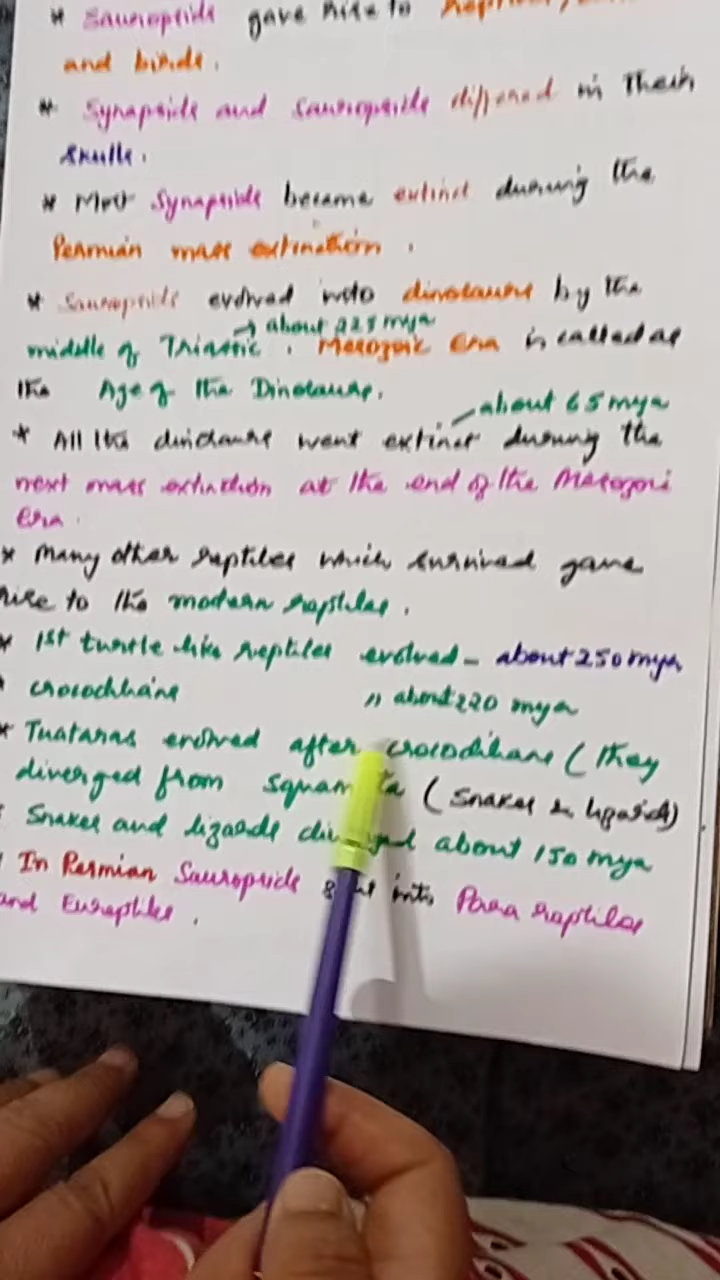 * Sauropsids gave rise to
and birds.
* Synapsids and Sauropsids differed in their
skulls.
* Most Synapsids became extinct during the
Permian mass extinction.
* Sauropsids evolved into dinosaurs by the
→ about 225 mya
middle of Triassic. Mesozoic Era is called as
the Age of the Dinosaurs.
about 65 mya
* All the dinosaurs went extinct during the
next mass extinction at the end of the Mesozoic
Era.
* Many other reptiles which survived gave
rise to the modern reptiles.
* 1st turtle like reptiles evolved - about 250 mya
* crocodilians " about 220 mya
* Tuataras evolved after crocodilians (They
diverged from squamata (snakes & lizards)
* Snakes and lizards diverged about 150 mya
* In Permian Sauropsids into Para reptiles
and Eureptiles.